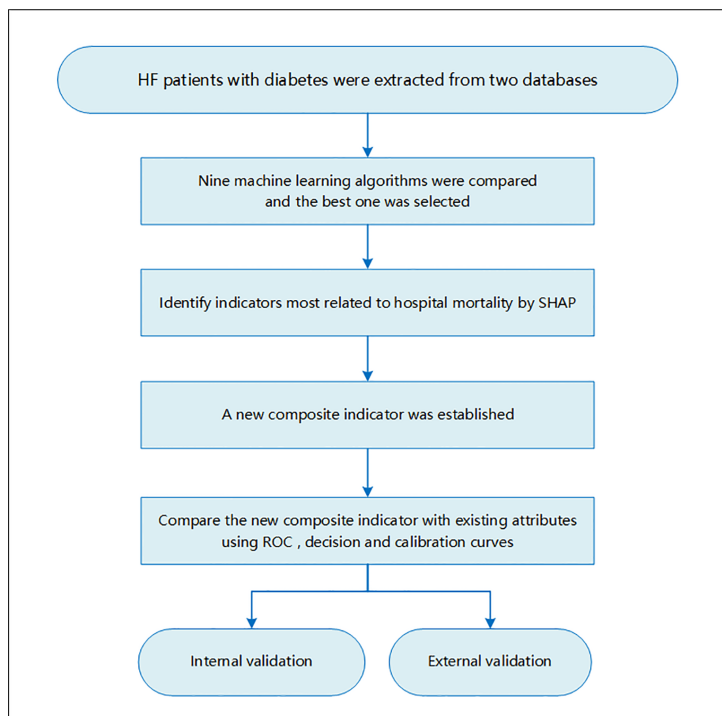 HF patients with diabetes were extracted from two databases
Nine machine learning algorithms were compared
and the best one was selected
Identify indicators most related to hospital mortality by SHAP
A new composite indicator was established
Compare the new composite indicator with existing attributes
using ROC , decision and calibration curves
Internal validation
External validation